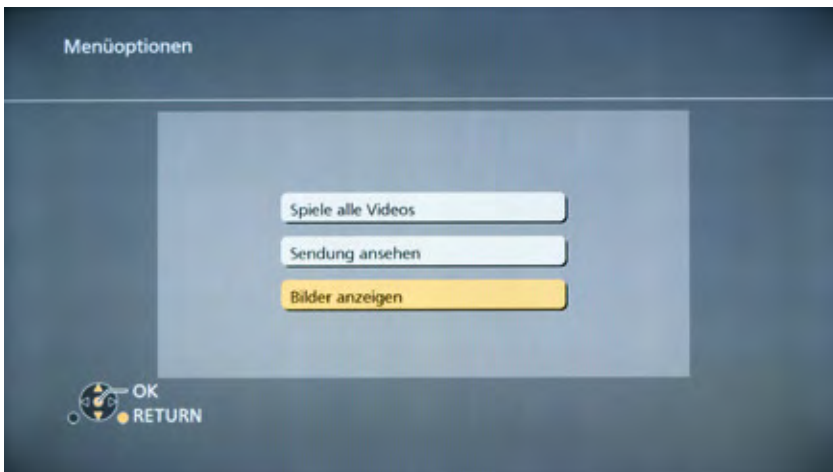 Menüoptionen
Spiele alle Videos
Sendung ansehen
Bilder anzeigen
OK
RETURN